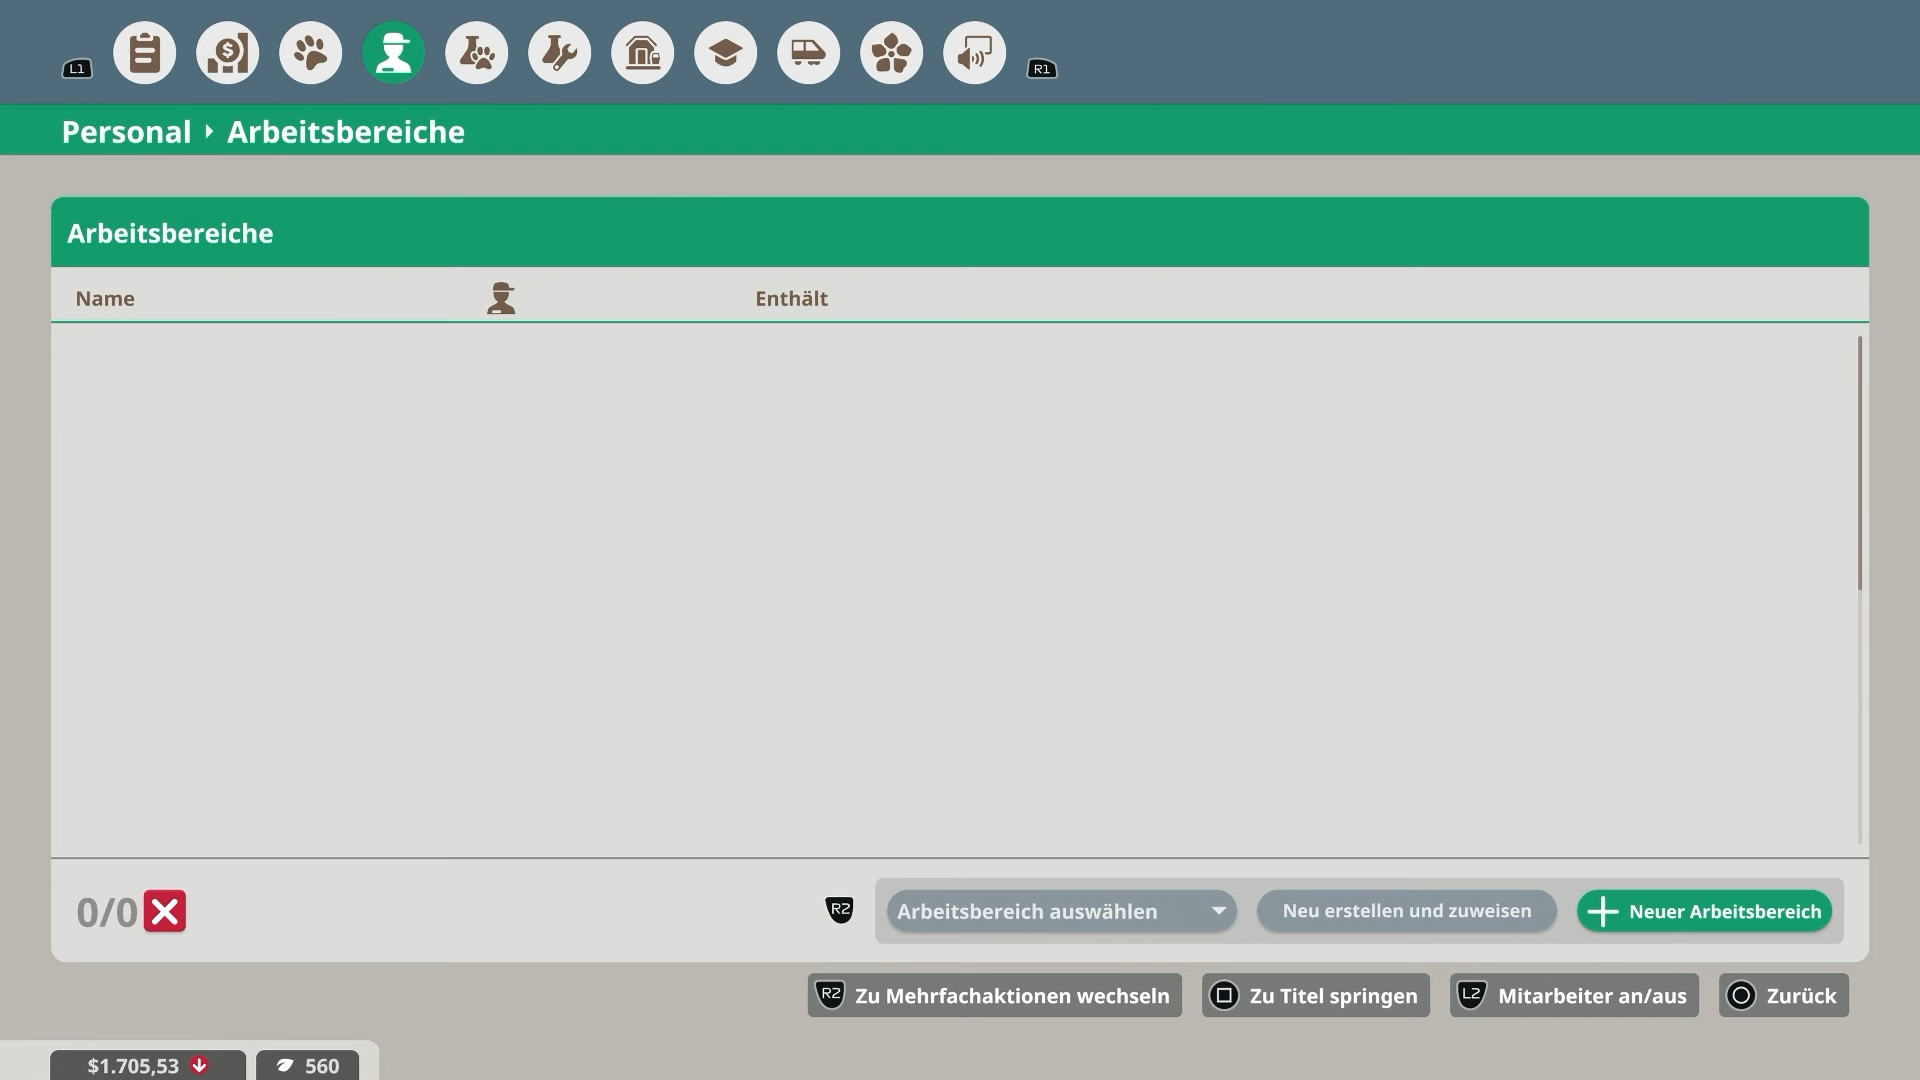 L1
R1
Personal Arbeitsbereiche
Arbeitsbereiche
Name Enthält
0/0
R2 Arbeitsbereich auswählen Neu erstellen und zuweisen Neuer Arbeitsbereich
R2 Zu Mehrfachaktionen wechseln Zu Titel springen L2 Mitarbeiter an/aus Zurück
$1.705,53 560